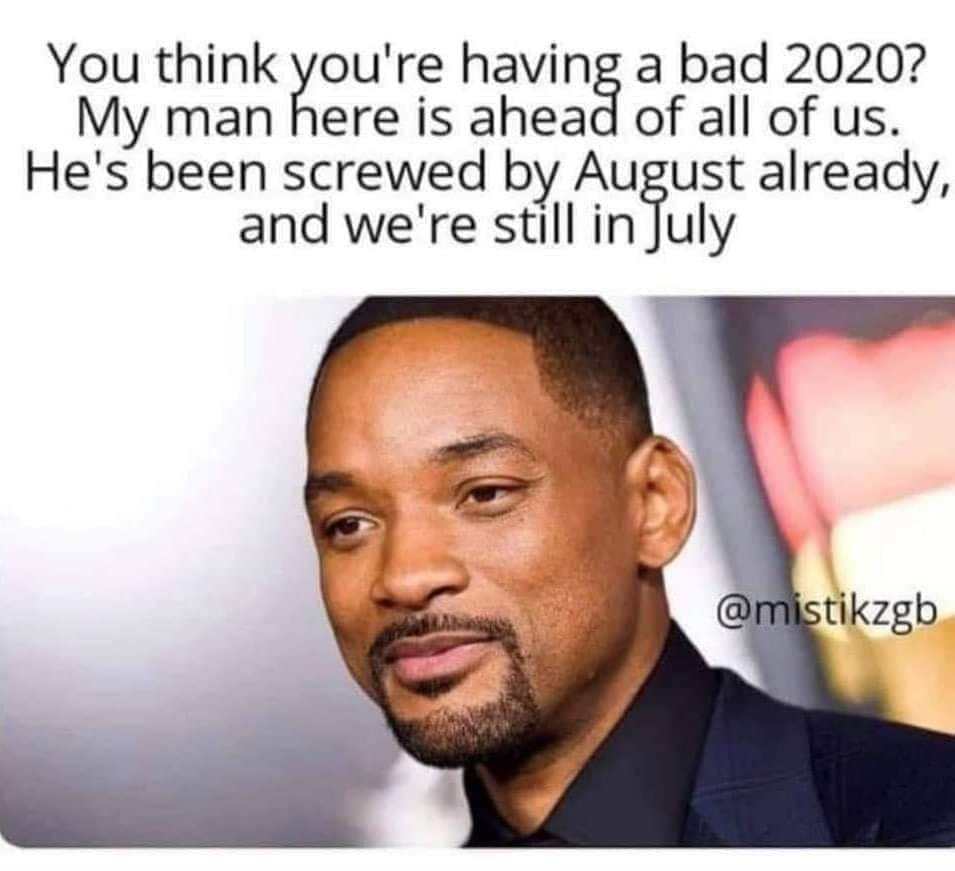 You think you're having a bad 2020?
My man here is ahead of all of us.
He's been screwed by August already,
and we're still in July
@mistikzgb